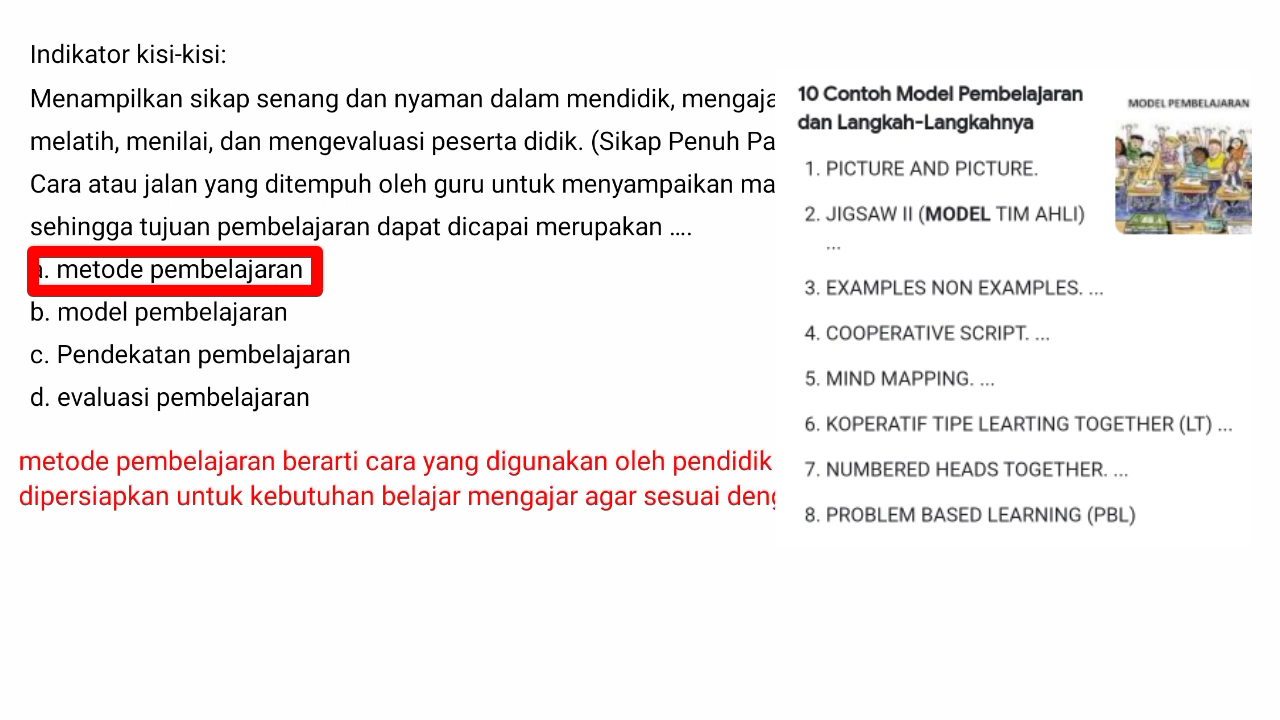 Indikator kisi-kisi:
Menampilkan sikap senang dan nyaman dalam mendidik, mengaja
melatih, menilai, dan mengevaluasi peserta didik. (Sikap Penuh Pa
Cara atau jalan yang ditempuh oleh guru untuk menyampaikan ma
sehingga tujuan pembelajaran dapat dicapai merupakan ....
a. metode pembelajaran
b. model pembelajaran
c. Pendekatan pembelajaran
d. evaluasi pembelajaran
metode pembelajaran berarti cara yang digunakan oleh pendidik
dipersiapkan untuk kebutuhan belajar mengajar agar sesuai deng
10 Contoh Model Pembelajaran
dan Langkah-Langkahnya
MODEL PEMBELAJARAN
1. PICTURE AND PICTURE.
2. JIGSAW II (MODEL TIM AHLI)
...
3. EXAMPLES NON EXAMPLES. ...
4. COOPERATIVE SCRIPT. ...
5. MIND MAPPING. ...
6. KOPERATIF TIPE LEARTING TOGETHER (LT) ...
7. NUMBERED HEADS TOGETHER. ...
8. PROBLEM BASED LEARNING (PBL)